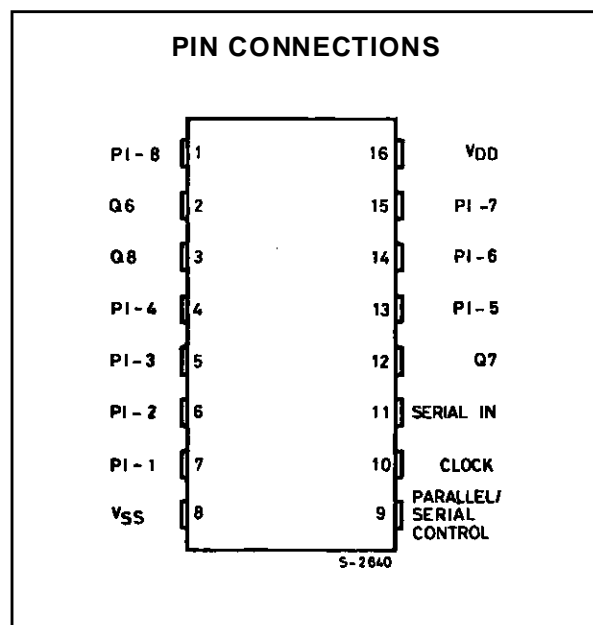 PIN CONNECTIONS
PI-8 1 16 VDD
Q6 2 15 PI-7
Q8 3 14 PI-6
PI-4 4 13 PI-5
PI-3 5 12 Q7
PI-2 6 11 SERIAL IN
PI-1 7 10 CLOCK
VSS 8 9 PARALLEL/
SERIAL
CONTROL
S-2640